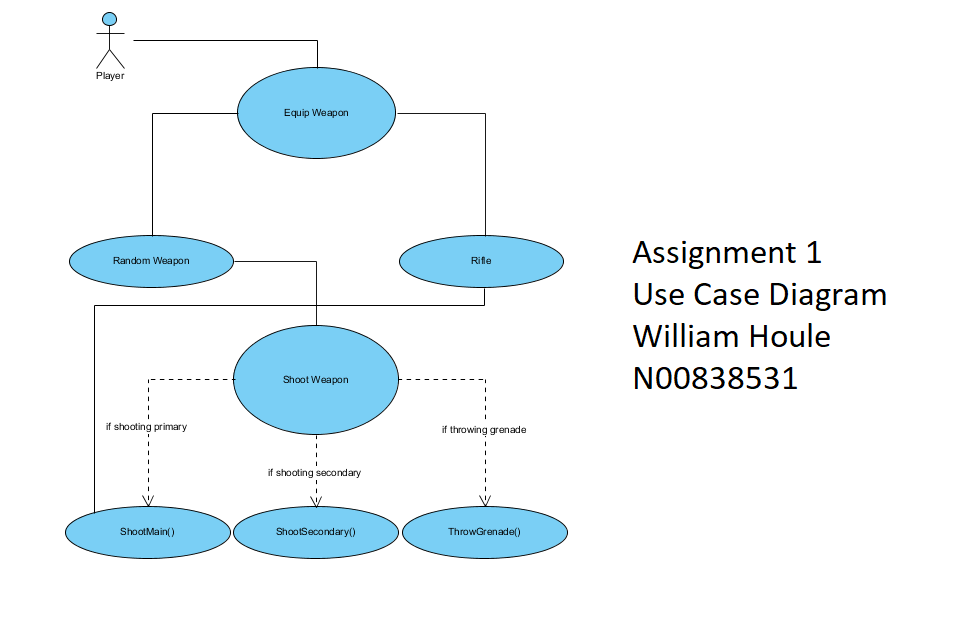 Player
Equip Weapon
Random Weapon
Rifle
Assignment 1
Use Case Diagram
William Houle
N00838531
Shoot Weapon
if shooting primary
if throwing grenade
if shooting secondary
ShootMain()
ShootSecondary()
ThrowGrenade()